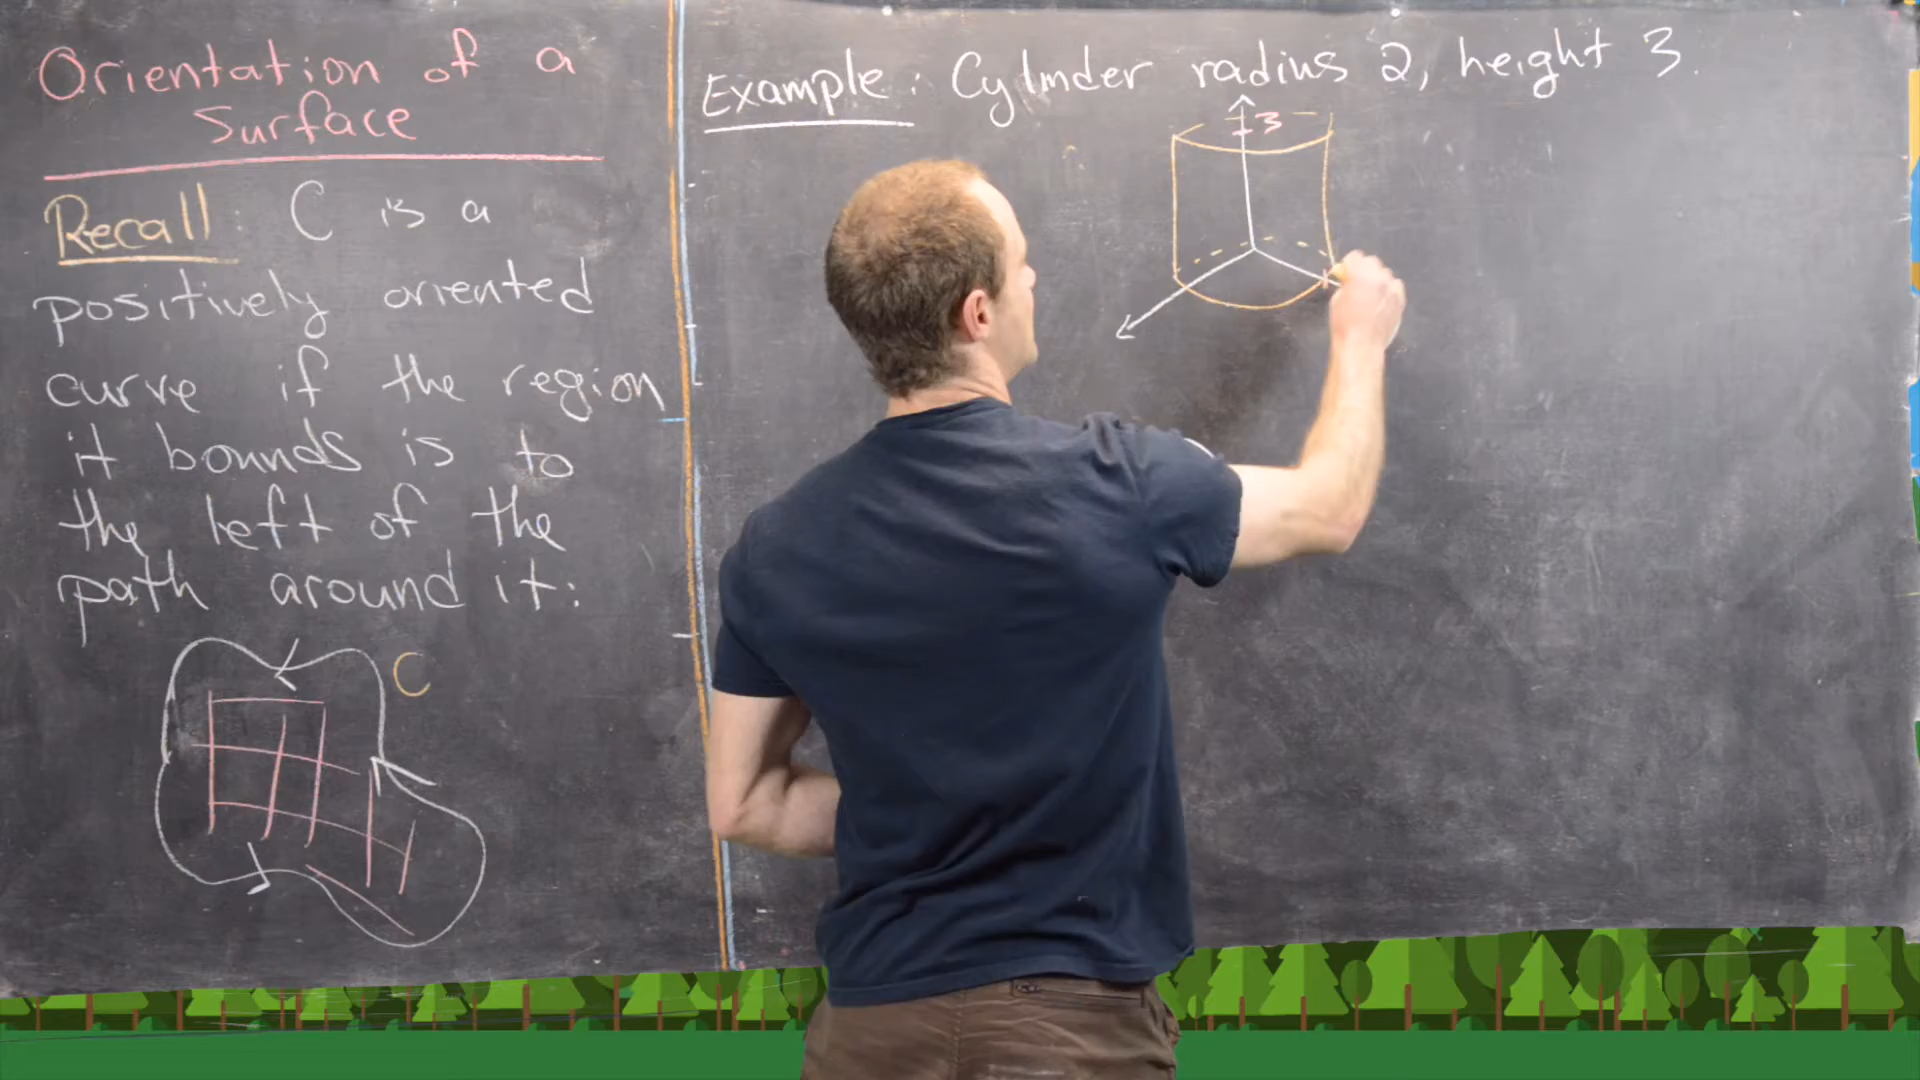 Orientation of a
Surface
Recall: C is a
positively oriented
curve if the region
it bounds is to
the left of the
path around it:
C
Example: Cylinder radius 2, height 3.
3